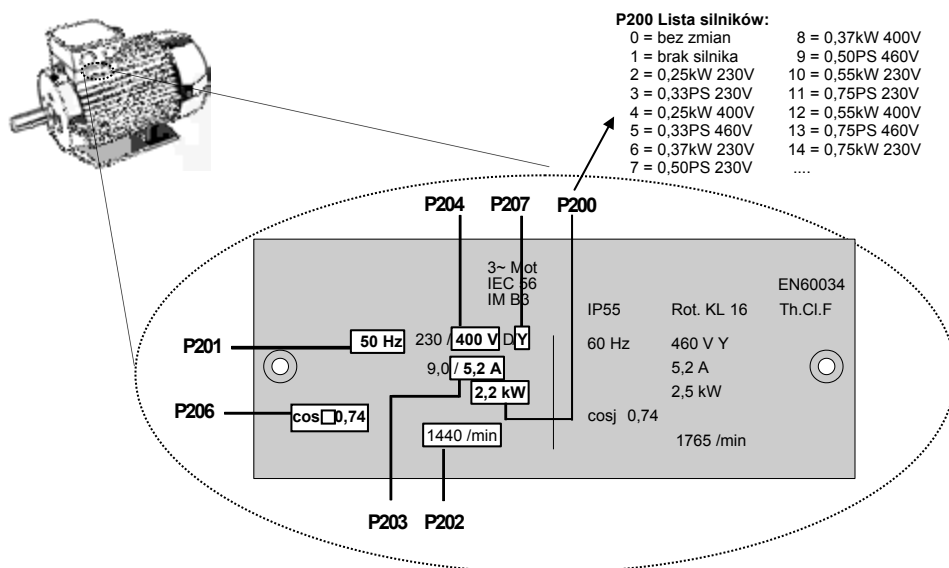 P200 Lista silników:
0 = bez zmian
1 = brak silnika
2 = 0,25kW 230V
3 = 0,33PS 230V
4 = 0,25kW 400V
5 = 0,33PS 460V
6 = 0,37kW 230V
7 = 0,50PS 230V
8 = 0,37kW 400V
9 = 0,50PS 460V
10 = 0,55kW 230V
11 = 0,75PS 230V
12 = 0,55kW 400V
13 = 0,75PS 460V
14 = 0,75kW 230V
....
P204 P207 P200
3~ Mot
IEC 56
IM B3
EN60034
IP55 Rot. KL 16 Th.Cl.F
P201
50 Hz 230 / 400 V D Y
60 Hz 460 V Y
9,0 / 5,2 A
5,2 A
2,2 kW
2,5 kW
P206
cos□0,74
cosj 0,74
1440 /min
1765 /min
P203 P202